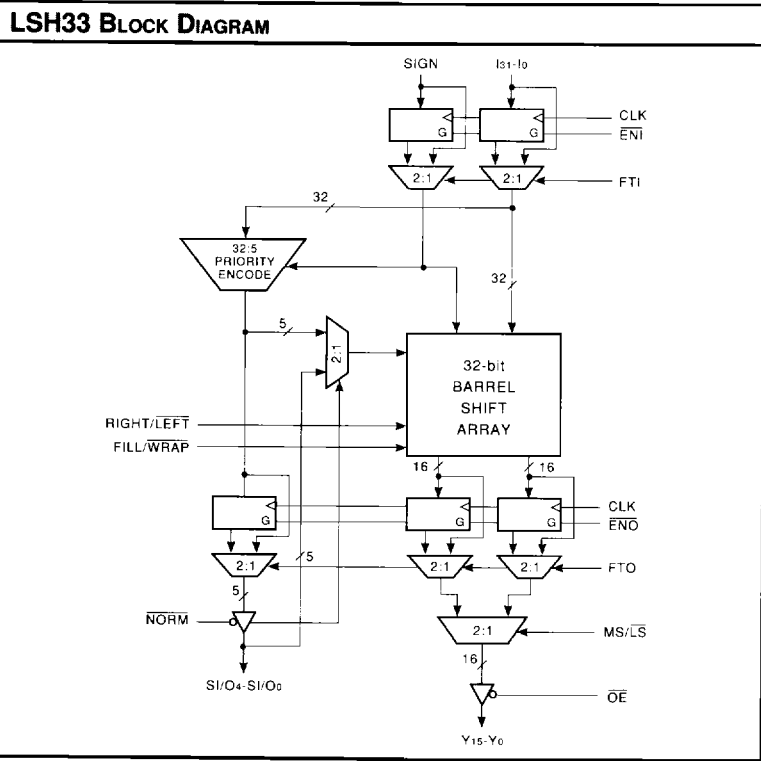 LSH33 BLOCK DIAGRAM
SIGN
I31-I0
CLK
G
G
ENI
2:1
2:1
FTI
32
32:5
PRIORITY
ENCODE
32
5
2:1
32-bit
BARREL
SHIFT
ARRAY
RIGHT/LEFT
FILL/WRAP
16
16
CLK
G
G
G
ENO
5
2:1
2:1
2:1
FTO
5
NORM
2:1
MS/LS
16
SI/O4-SI/O0
OE
Y15-Y0